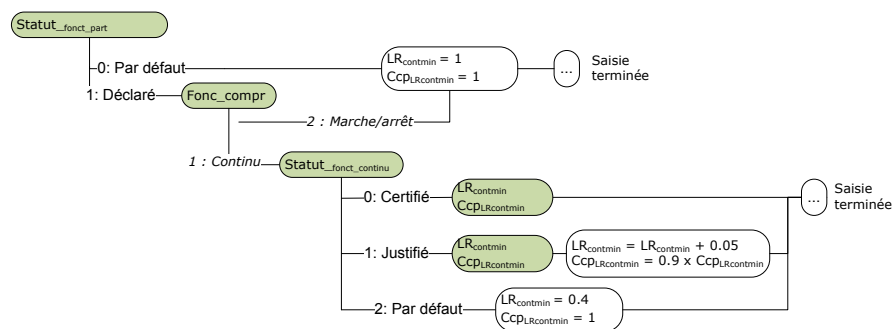 Statut__fonct_part
0: Par défaut
LRcontmin = 1
CcpLRcontmin = 1
...
Saisie
terminée
1: Déclaré
Fonc_compr
2 : Marche/arrêt
1 : Continu
Statut__fonct_continu
0: Certifié
LRcontmin
CcpLRcontmin
...
Saisie
terminée
1: Justifié
LRcontmin
CcpLRcontmin
LRcontmin = LRcontmin + 0.05
CcpLRcontmin = 0.9 x CcpLRcontmin
2: Par défaut
LRcontmin = 0.4
CcpLRcontmin = 1